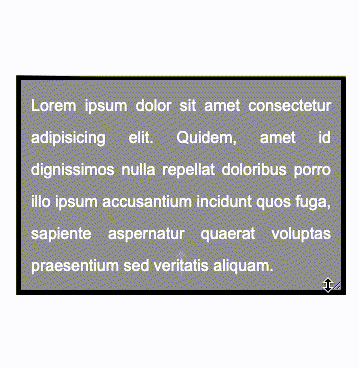 Lorem ipsum dolor sit amet consectetur
adipisicing elit. Quidem, amet id
dignissimos nulla repellat doloribus porro
illo ipsum accusantium incidunt quos fuga,
sapiente aspernatur quaerat voluptas
praesentium sed veritatis aliquam.